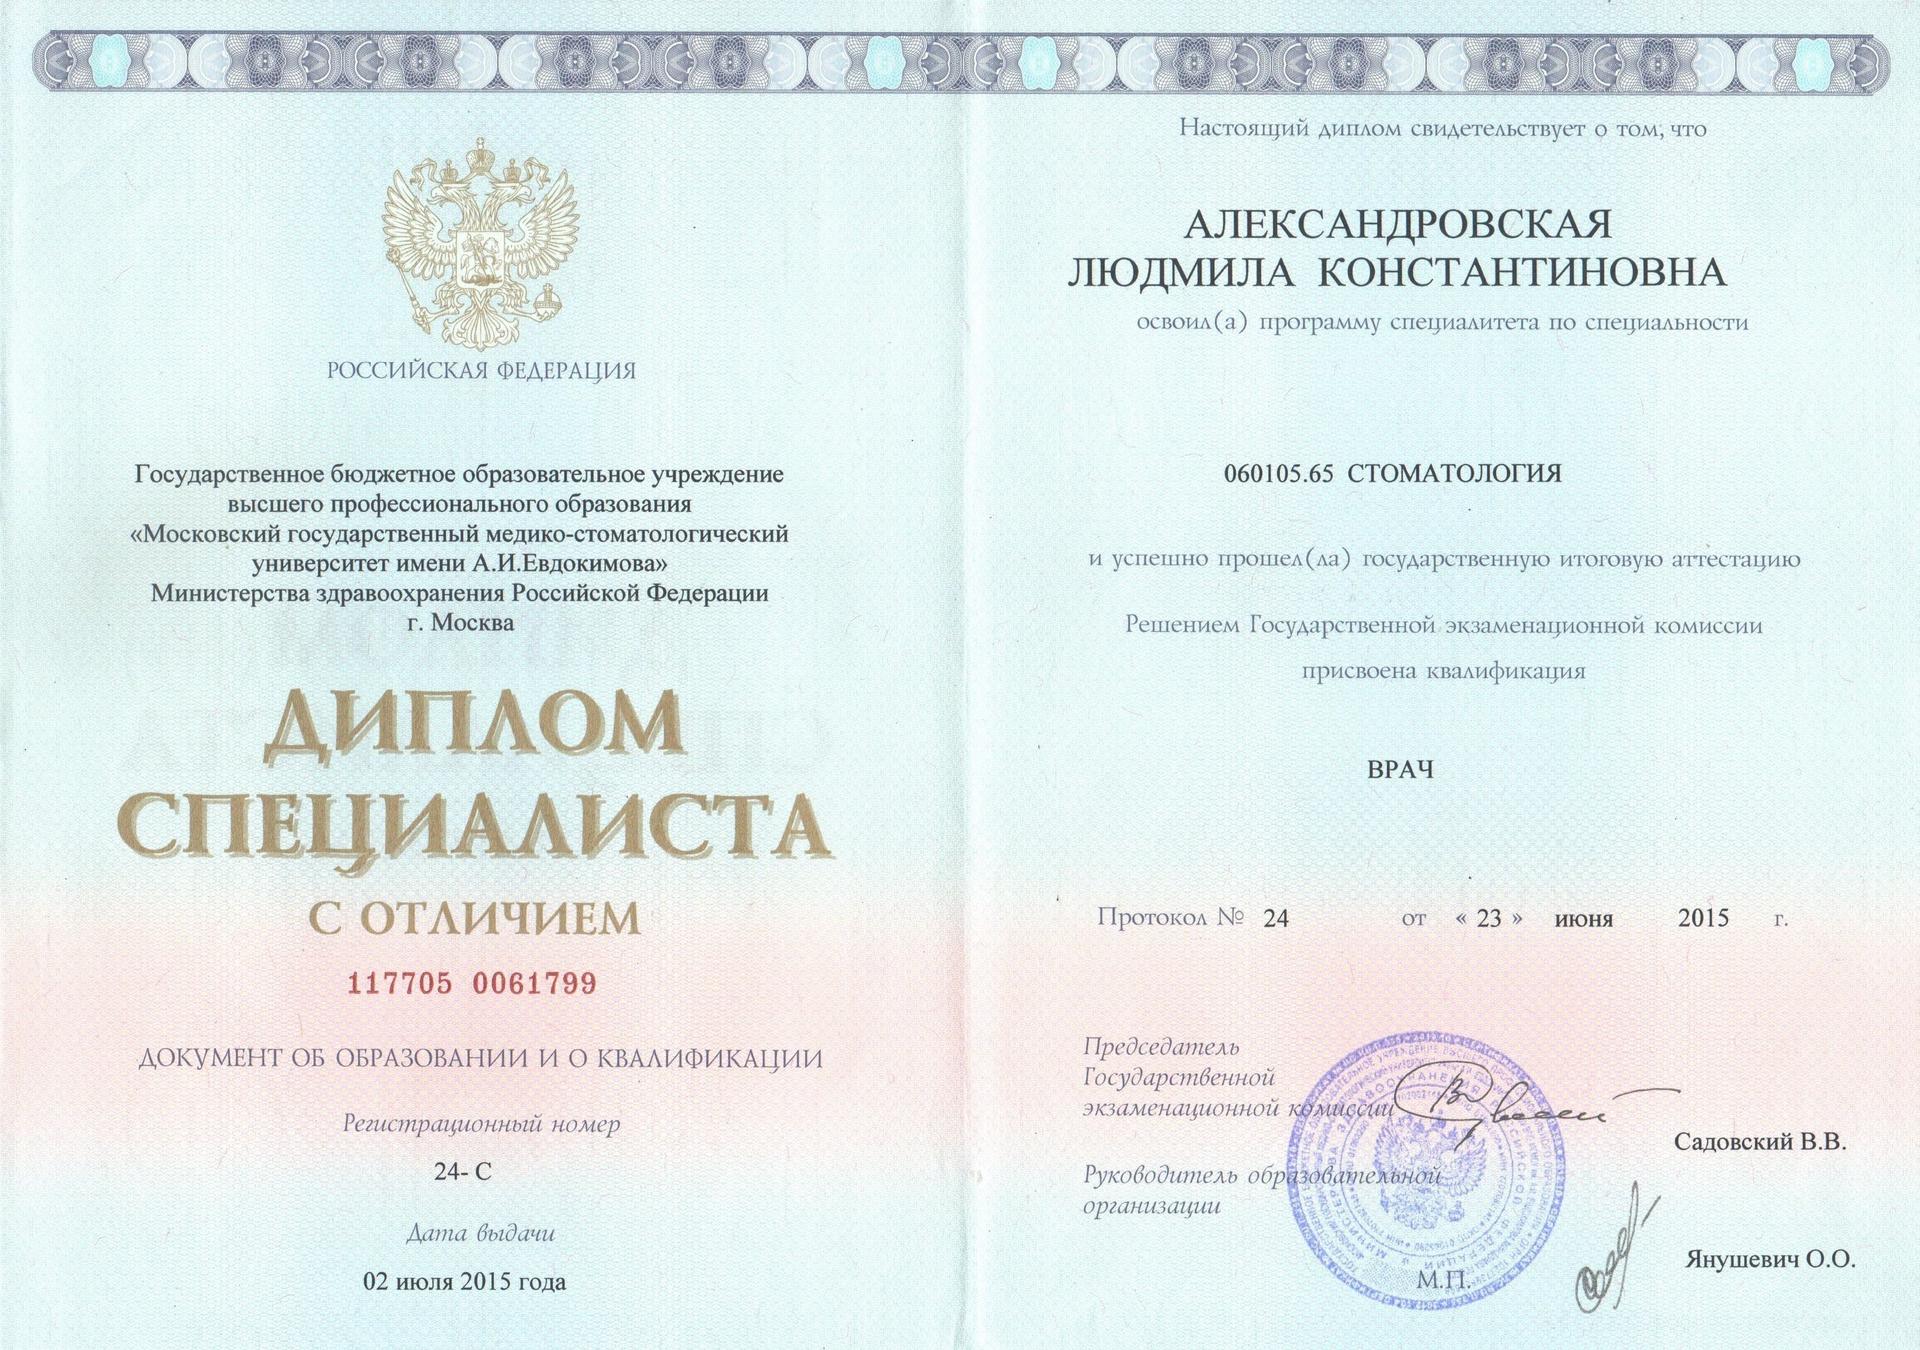 РОССИЙСКАЯ ФЕДЕРАЦИЯ
Государственное бюджетное образовательное учреждение
высшего профессионального образования
«Московский государственный медико-стоматологический
университет имени А.И.Евдокимова»
Министерства здравоохранения Российской Федерации
г. Москва
ДИПЛОМ
СПЕЦИАЛИСТА
С ОТЛИЧИЕМ
117705 0061799
ДОКУМЕНТ ОБ ОБРАЗОВАНИИ И О КВАЛИФИКАЦИИ
Регистрационный номер
24- С
Дата выдачи
02 июля 2015 года
Настоящий диплом свидетельствует о том, что
АЛЕКСАНДРОВСКАЯ
ЛЮДМИЛА КОНСТАНТИНОВНА
освоил(а) программу специалитета по специальности
060105.65 СТОМАТОЛОГИЯ
и успешно прошел(ла) государственную итоговую аттестацию
Решением Государственной экзаменационной комиссии
присвоена квалификация
ВРАЧ
Протокол № 24 от « 23 » июня 2015 г.
Председатель
Государственной
экзаменационной комиссии
Садовский В.В.
Руководитель образовательной
организации
Янушевич О.О.
М.П.